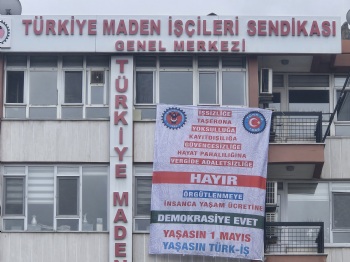 TÜRKİYE MADEN İŞÇİLERİ SENDİKASI
GENEL MERKEZİ
TÜRKİYE MADE
İŞSİZLİĞE
TAŞERONA
YOKSULLUĞA
KAYITDIŞILIĞA
GÜVENCESİZLİĞE
HAYAT PAHALILIĞINA
VERGİDE ADALETSİZLİĞE
HAYIR
ÖRGÜTLENMEYE
İNSANCA YAŞAM ÜCRETİNE
DEMOKRASİYE EVET
YAŞASIN 1 MAYIS
YAŞASIN TÜRK-İŞ